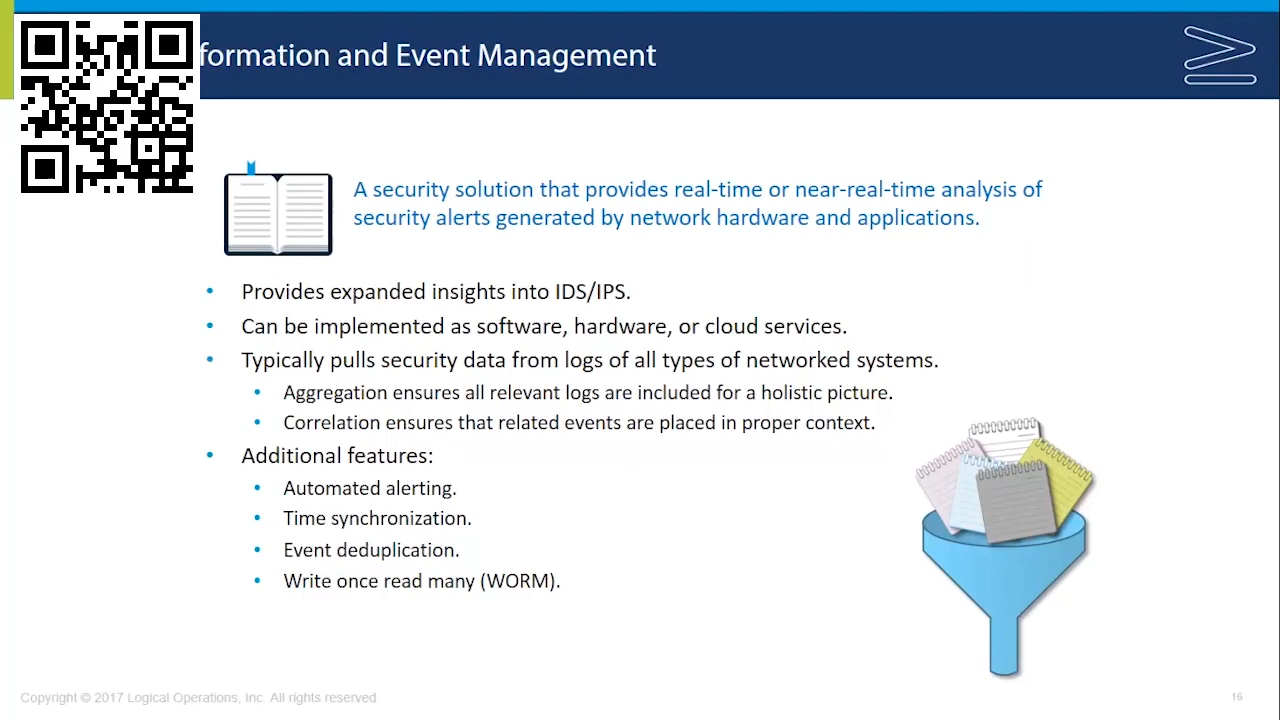 formation and Event Management
A security solution that provides real-time or near-real-time analysis of
security alerts generated by network hardware and applications.
• Provides expanded insights into IDS/IPS.
• Can be implemented as software, hardware, or cloud services.
• Typically pulls security data from logs of all types of networked systems.
• Aggregation ensures all relevant logs are included for a holistic picture.
• Correlation ensures that related events are placed in proper context.
• Additional features:
• Automated alerting.
• Time synchronization.
• Event deduplication.
• Write once read many (WORM).
Copyright © 2017 Logical Operations, Inc. All rights reserved.
16